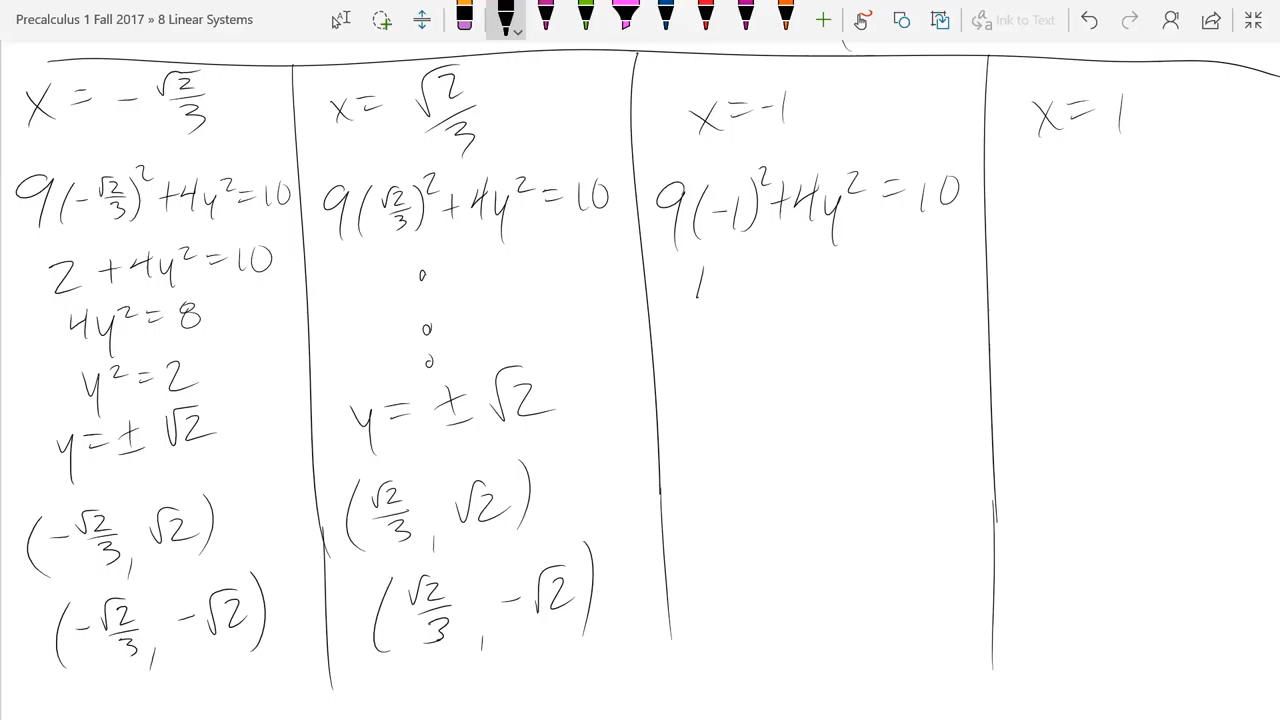 Precalculus 1 Fall 2017 » 8 Linear Systems
Ink to Text
x = -√2/3
9(-√2/3)² + 4y² = 10
2 + 4y² = 10
4y² = 8
y² = 2
y = ± √2
(-√2/3, √2)
(-√2/3, -√2)
x = √2/3
9(√2/3)² + 4y² = 10
y = ± √2
(√2/3, √2)
(√2/3, -√2)
x = -1
9(-1)² + 4y² = 10
x = 1